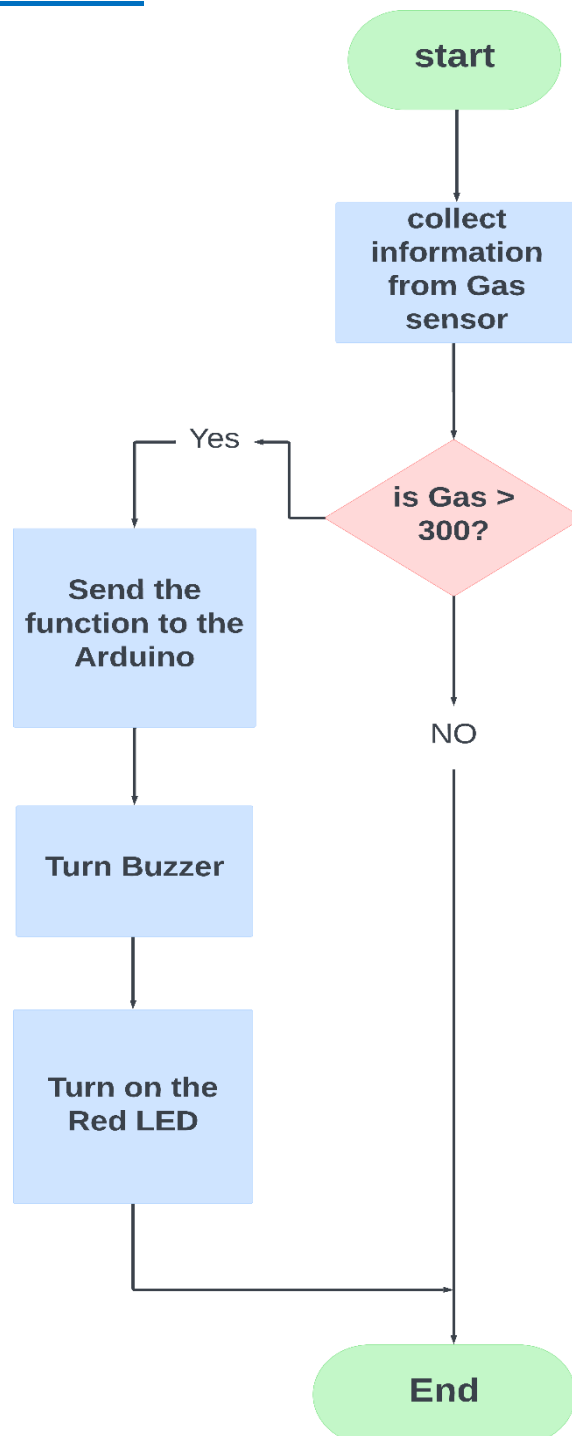 start
collect
information
from Gas
sensor
is Gas >
300?
Yes
Send the
function to the
Arduino
NO
Turn Buzzer
Turn on the
Red LED
End